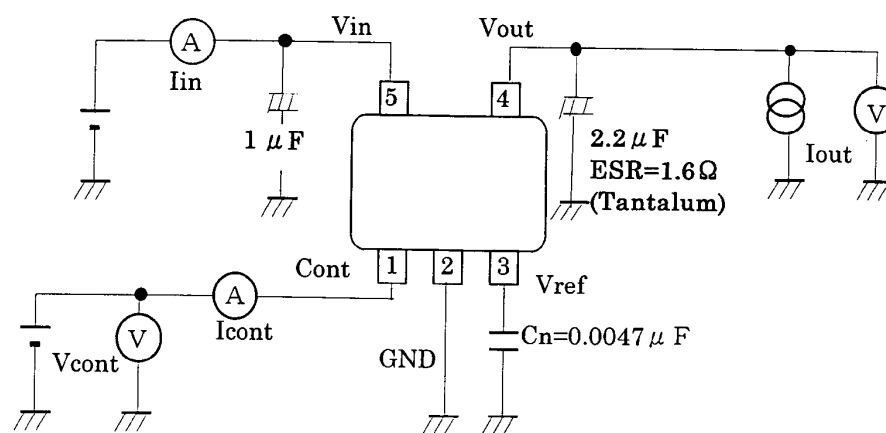 Vin
Vout
A
Iin
5
4
V
1 μF
2.2 μF
ESR=1.6Ω
(Tantalum)
Iout
Cont
1
2
3
Vref
A
Icont
V
Vcont
GND
Cn=0.0047 μ F